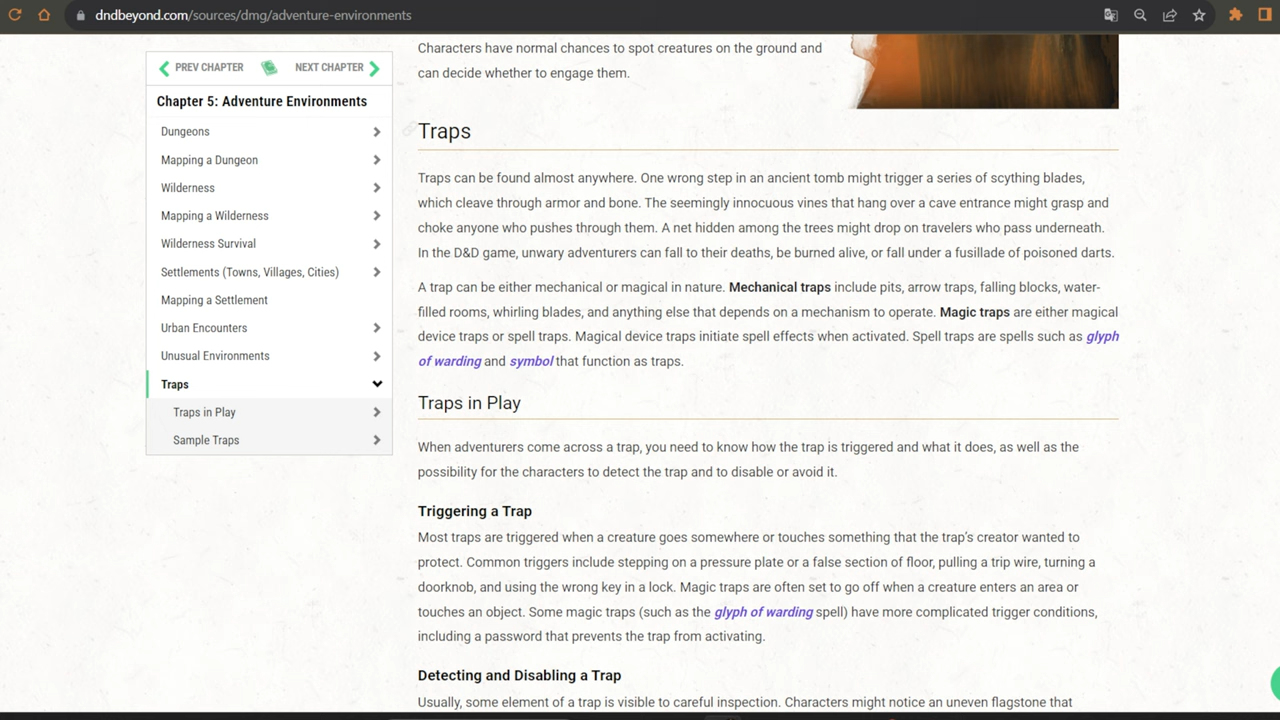 dndbeyond.com/sources/dmg/adventure-environments
PREV CHAPTER
NEXT CHAPTER
Chapter 5: Adventure Environments
Dungeons
Mapping a Dungeon
Wilderness
Mapping a Wilderness
Wilderness Survival
Settlements (Towns, Villages, Cities)
Mapping a Settlement
Urban Encounters
Unusual Environments
Traps
Traps in Play
Sample Traps
Characters have normal chances to spot creatures on the ground and
can decide whether to engage them.
Traps
Traps can be found almost anywhere. One wrong step in an ancient tomb might trigger a series of scything blades,
which cleave through armor and bone. The seemingly innocuous vines that hang over a cave entrance might grasp and
choke anyone who pushes through them. A net hidden among the trees might drop on travelers who pass underneath.
In the D&D game, unwary adventurers can fall to their deaths, be burned alive, or fall under a fusillade of poisoned darts.
A trap can be either mechanical or magical in nature. Mechanical traps include pits, arrow traps, falling blocks, water-
filled rooms, whirling blades, and anything else that depends on a mechanism to operate. Magic traps are either magical
device traps or spell traps. Magical device traps initiate spell effects when activated. Spell traps are spells such as glyph
of warding and symbol that function as traps.
Traps in Play
When adventurers come across a trap, you need to know how the trap is triggered and what it does, as well as the
possibility for the characters to detect the trap and to disable or avoid it.
Triggering a Trap
Most traps are triggered when a creature goes somewhere or touches something that the trap's creator wanted to
protect. Common triggers include stepping on a pressure plate or a false section of floor, pulling a trip wire, turning a
doorknob, and using the wrong key in a lock. Magic traps are often set to go off when a creature enters an area or
touches an object. Some magic traps (such as the glyph of warding spell) have more complicated trigger conditions,
including a password that prevents the trap from activating.
Detecting and Disabling a Trap
Usually, some element of a trap is visible to careful inspection. Characters might notice an uneven flagstone that